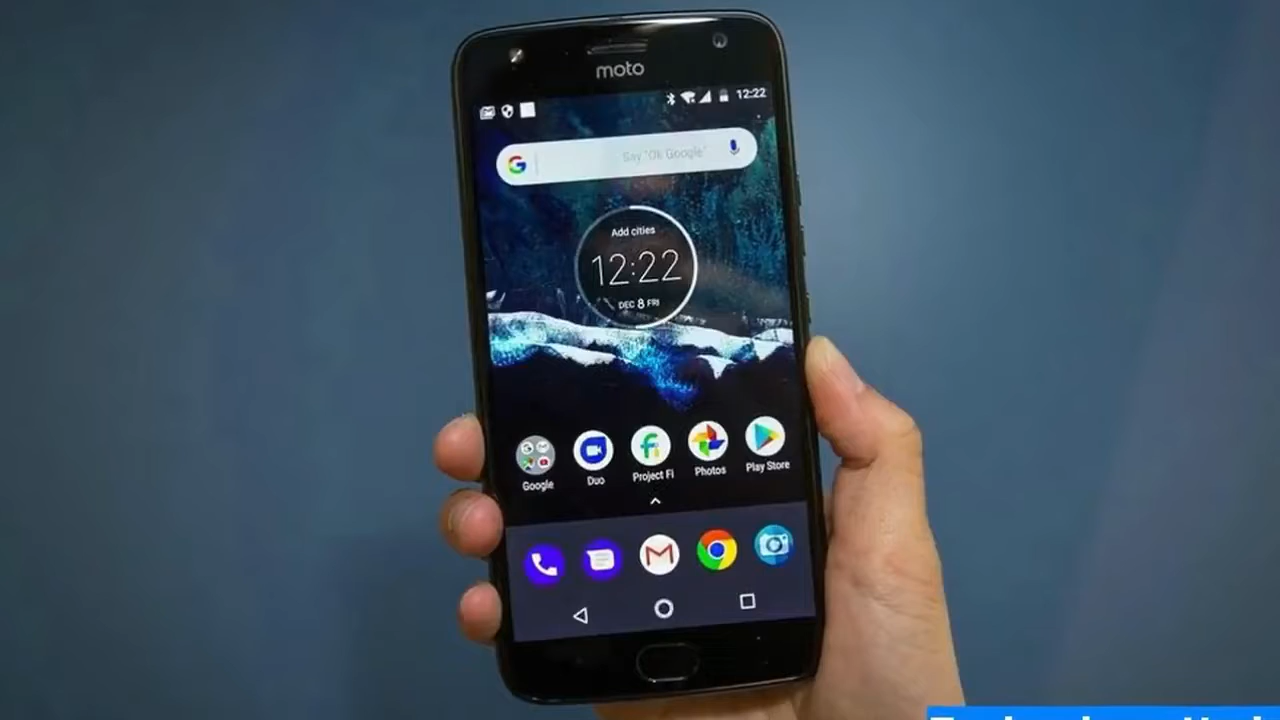 moto
12:22
Say "Ok Google"
Add cities
12:22
DEC 8 FRI
Google
Duo
Project Fi
Photos
Play Store